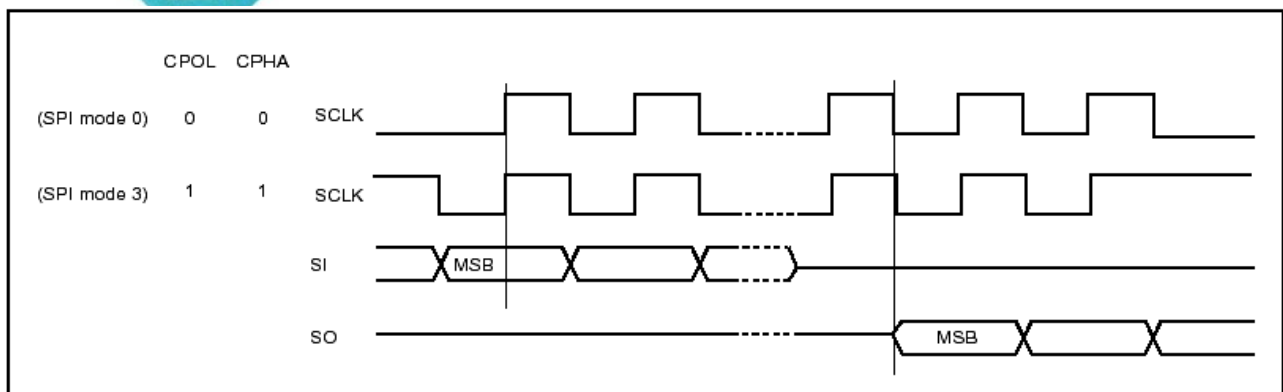 CPOL CPHA
(SPI mode 0) 0 0 SCLK
(SPI mode 3) 1 1 SCLK
SI MSB
SO MSB